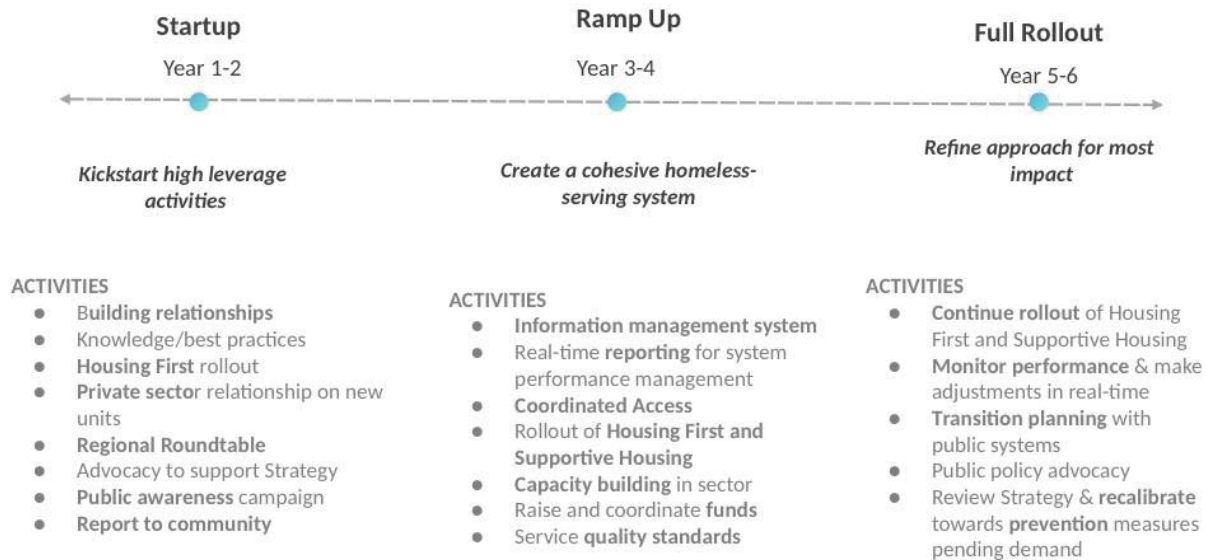 Startup
Year 1-2
Kickstart high leverage
activities
ACTIVITIES
● Building relationships
● Knowledge/best practices
● Housing First rollout
● Private sector relationship on new
units
● Regional Roundtable
● Advocacy to support Strategy
● Public awareness campaign
● Report to community
Ramp Up
Year 3-4
Create a cohesive homeless-
serving system
ACTIVITIES
● Information management system
● Real-time reporting for system
performance management
● Coordinated Access
● Rollout of Housing First and
Supportive Housing
● Capacity building in sector
● Raise and coordinate funds
● Service quality standards
Full Rollout
Year 5-6
Refine approach for most
impact
ACTIVITIES
● Continue rollout of Housing
First and Supportive Housing
● Monitor performance & make
adjustments in real-time
● Transition planning with
public systems
● Public policy advocacy
● Review Strategy & recalibrate
towards prevention measures
pending demand